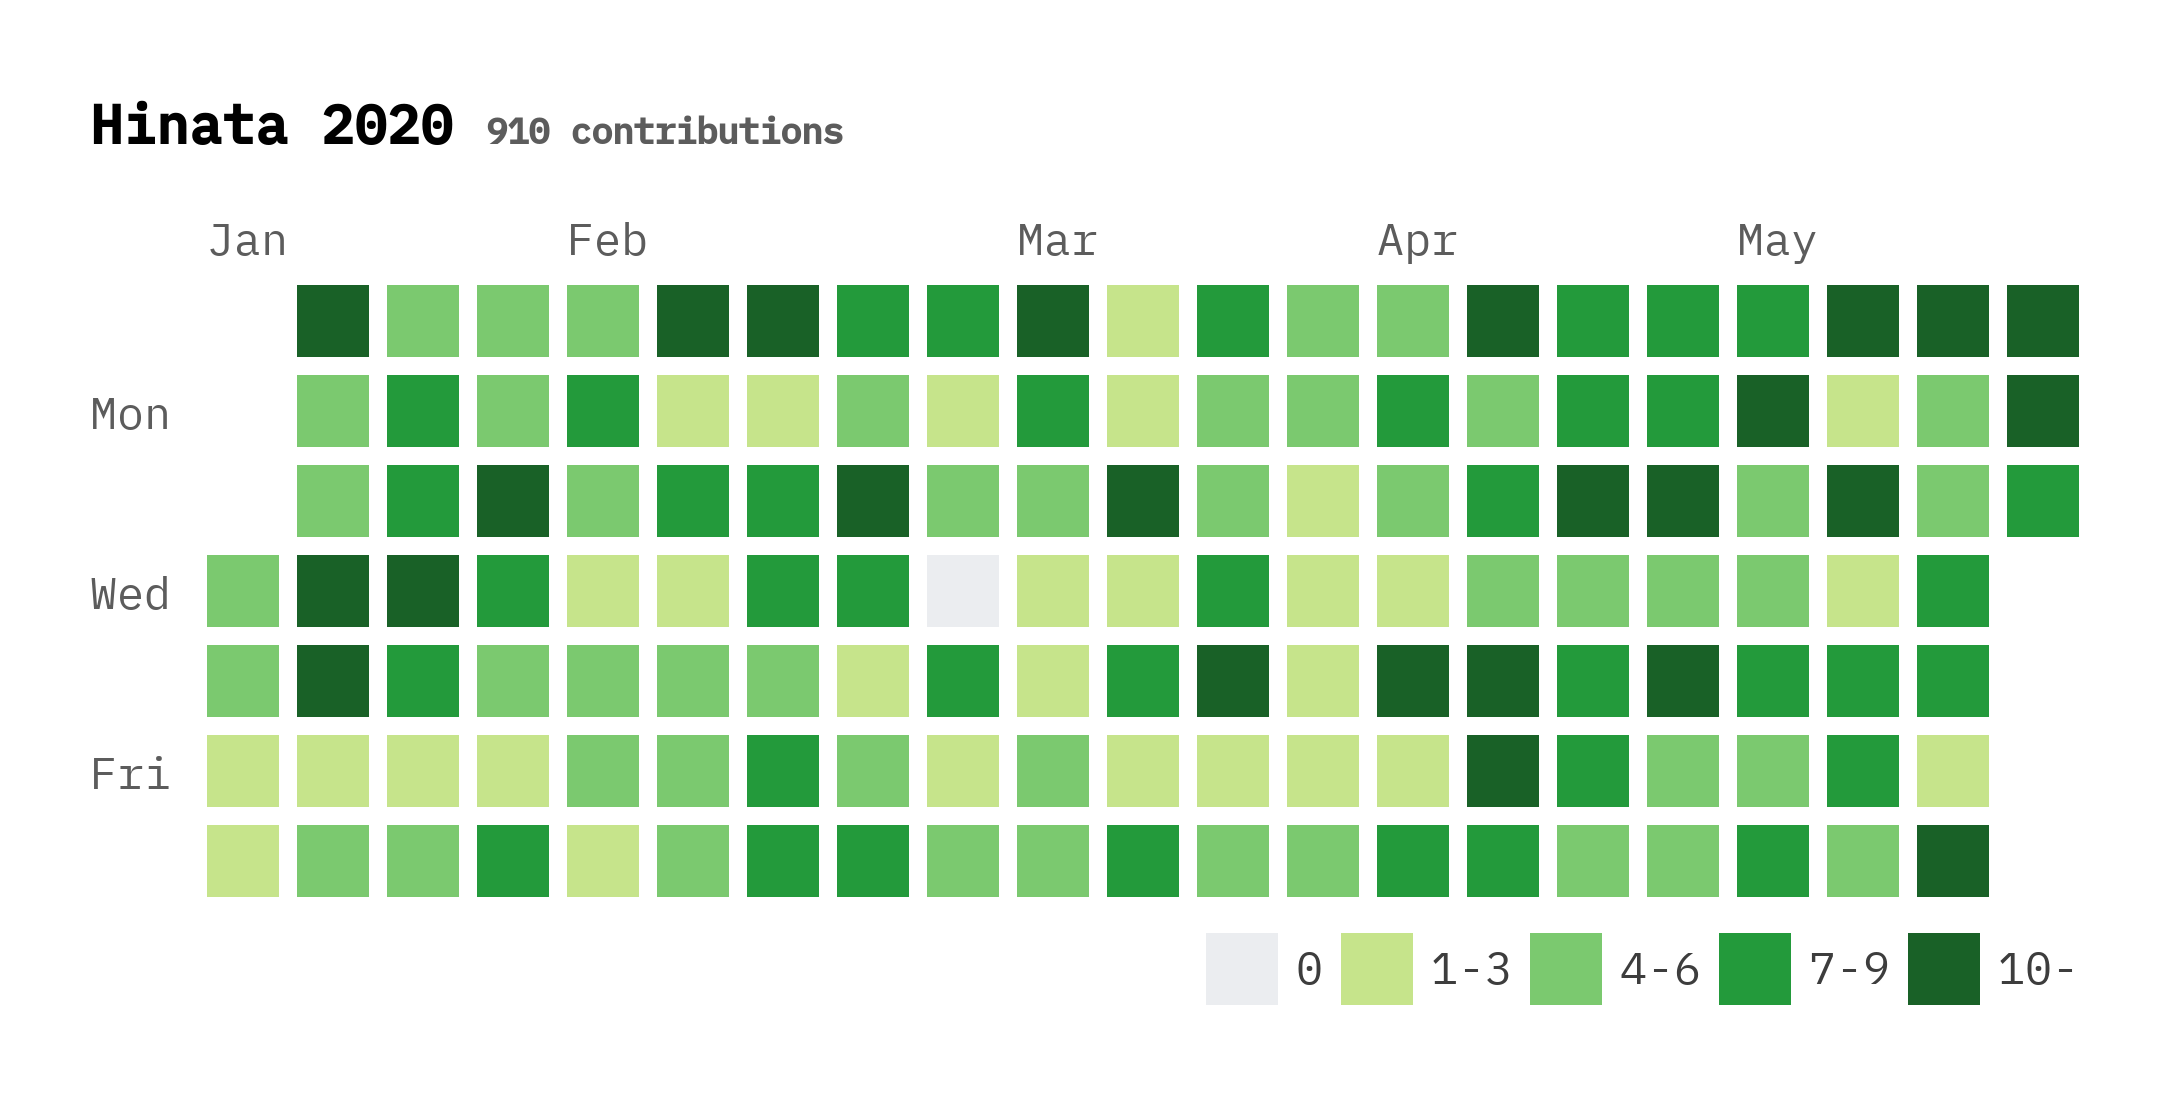 Hinata 2020 910 contributions
Jan Feb Mar Apr May
Mon
Wed
Fri
0 1-3 4-6 7-9 10-